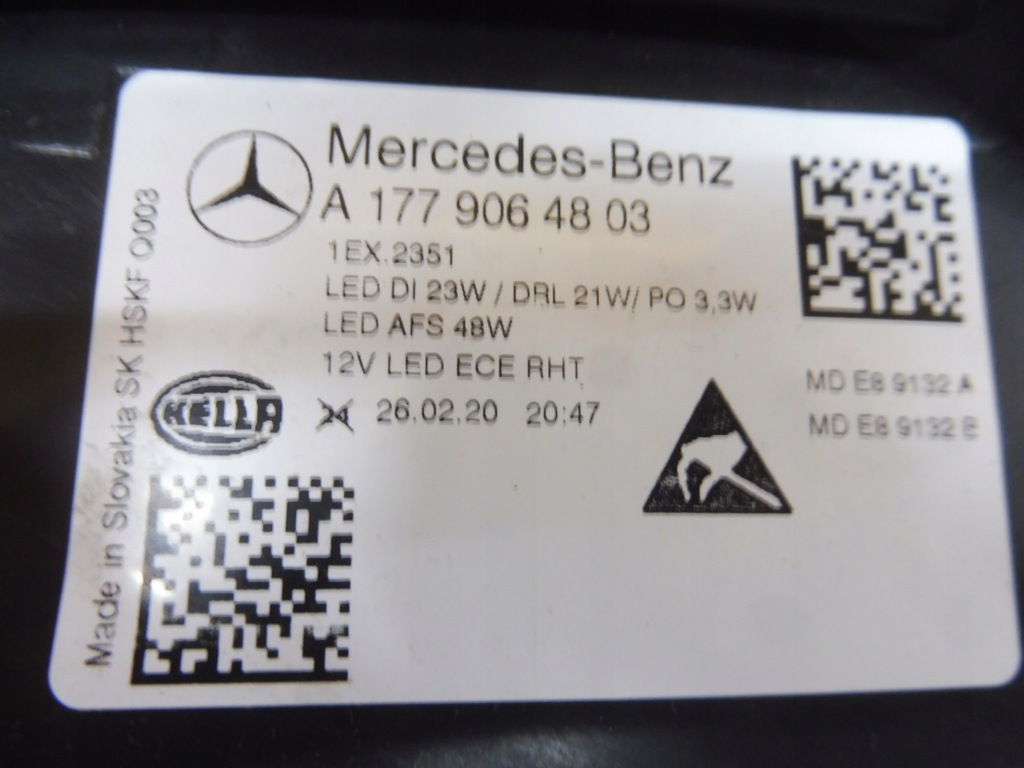 Mercedes-Benz
A 177 906 48 03
1EX.2351
LED DI 23W / DRL 21W/ PO 3,3W
LED AFS 48W
12V LED ECE RHT
HELLA
24 26.02.20 20:47
MD E8 9132 A
MD E8 9132 B
Made in Slovakia SK HSKF O003